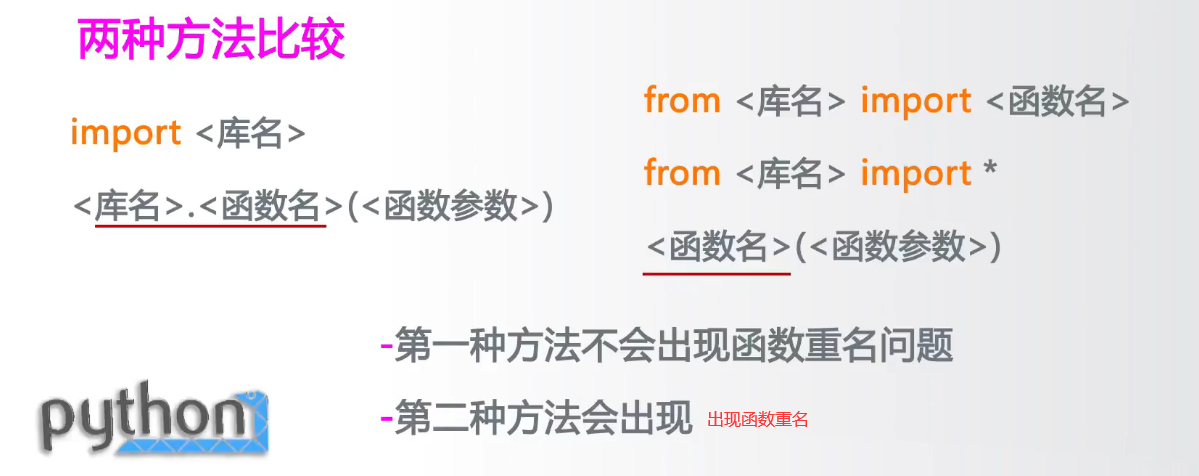 两种方法比较
import <库名>
<库名>.<函数名>(<函数参数>)
from <库名> import <函数名>
from <库名> import *
<函数名>(<函数参数>)
-第一种方法不会出现函数重名问题
-第二种方法会出现 出现函数重名
python